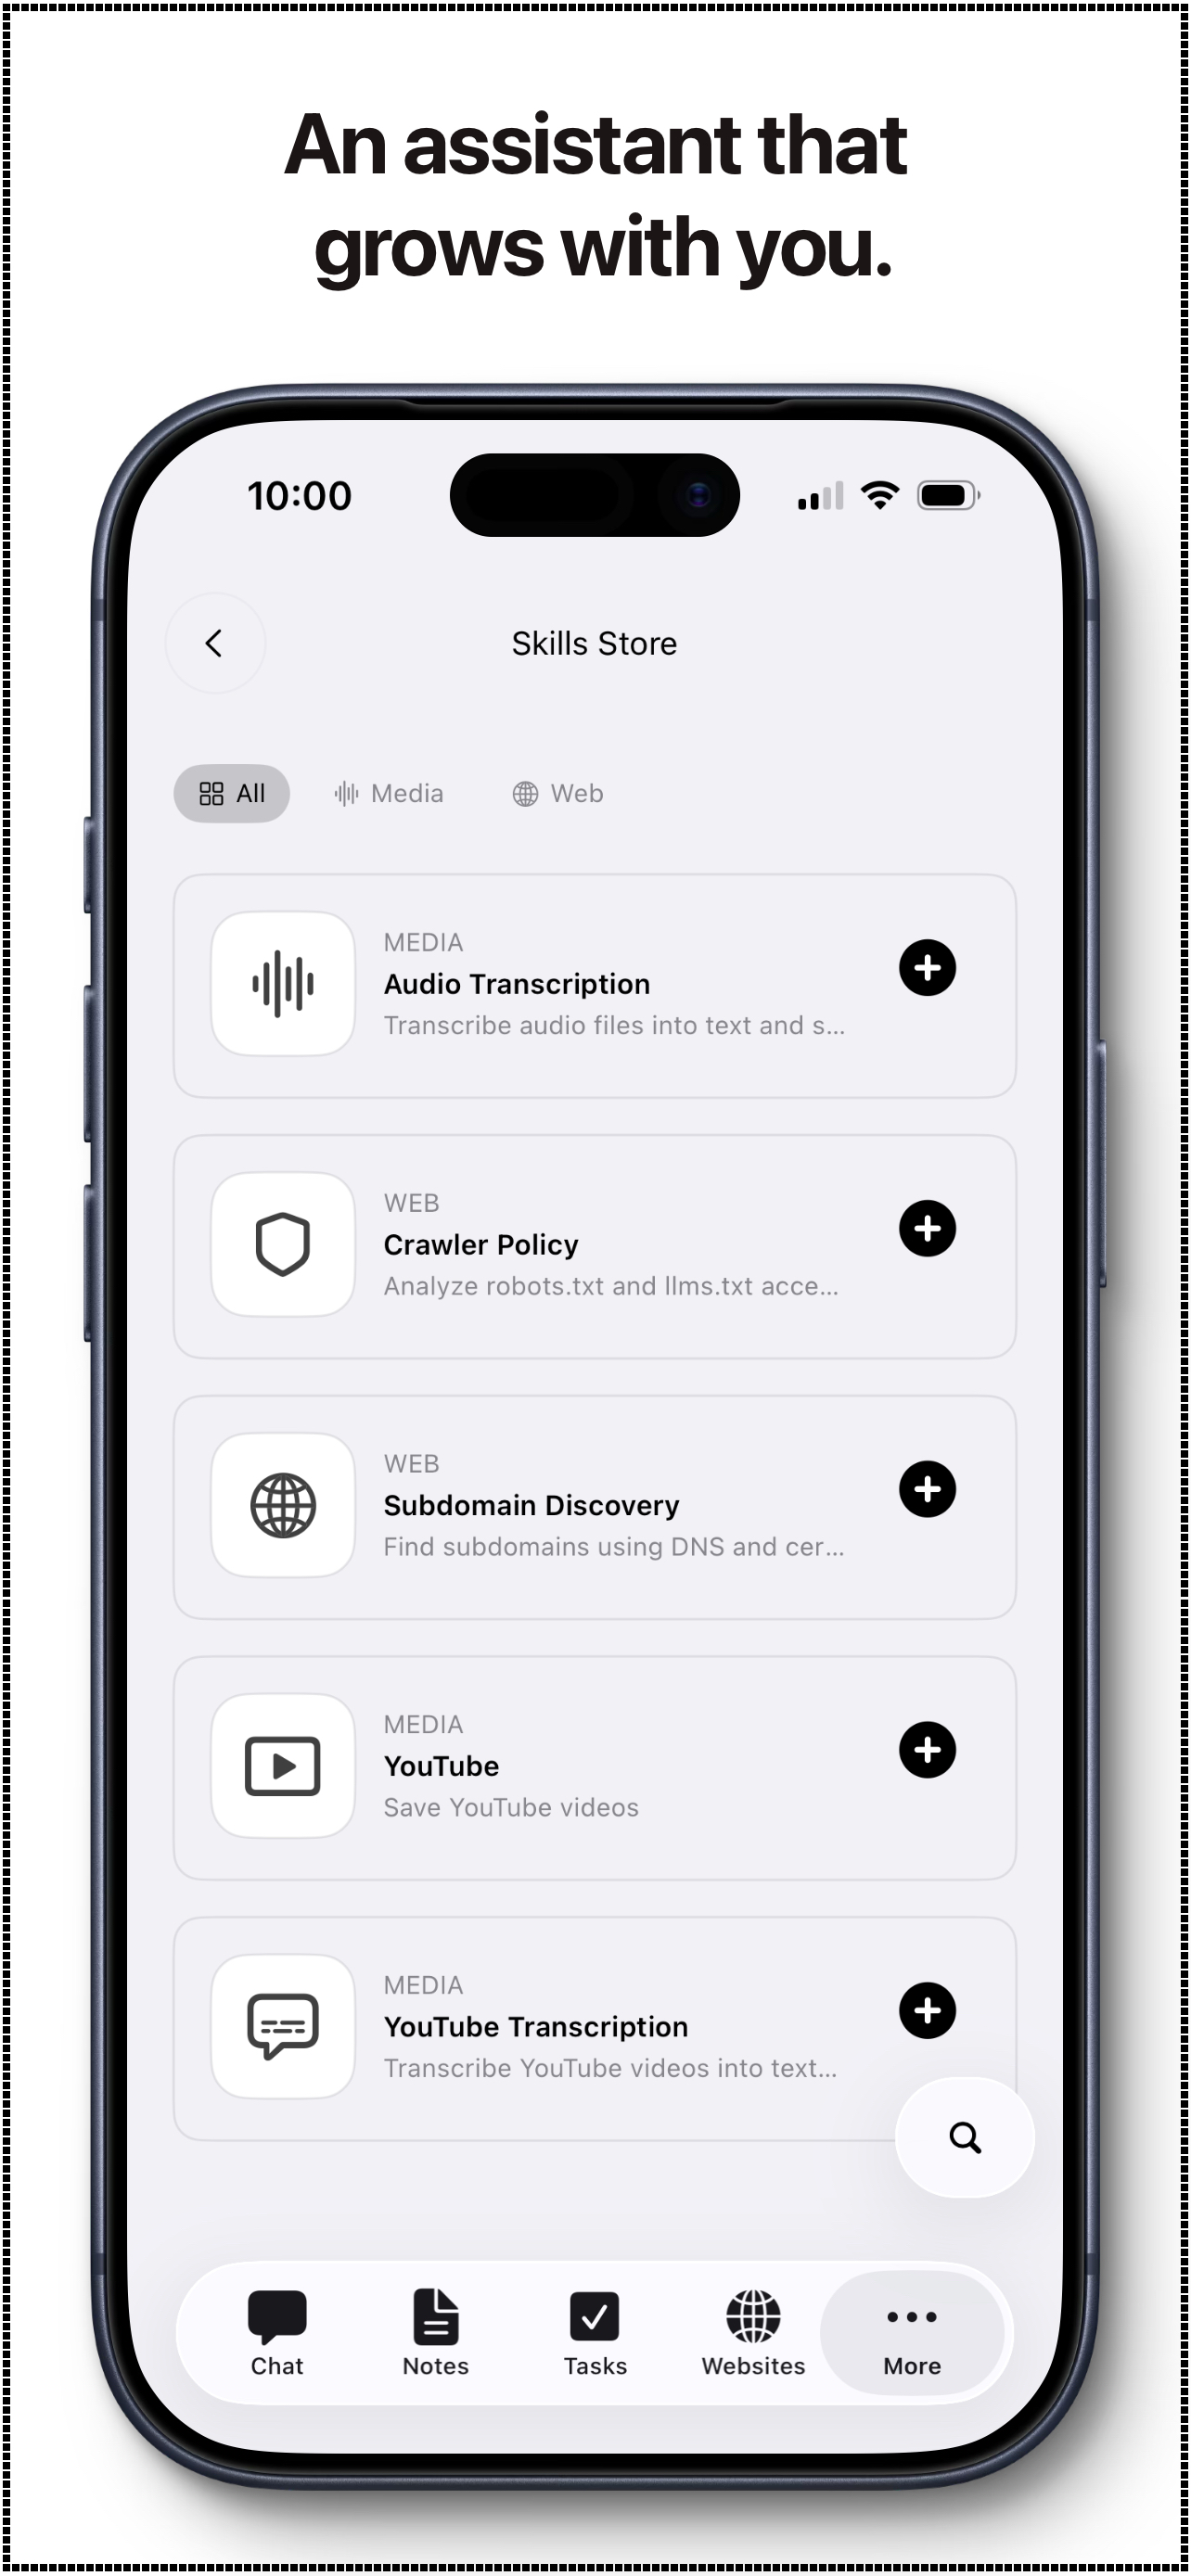 An assistant that
grows with you.
10:00
Skills Store
All Media Web
MEDIA
Audio Transcription
Transcribe audio files into text and s...
WEB
Crawler Policy
Analyze robots.txt and llms.txt acce...
WEB
Subdomain Discovery
Find subdomains using DNS and cer...
MEDIA
YouTube
Save YouTube videos
MEDIA
YouTube Transcription
Transcribe YouTube videos into text...
Chat Notes Tasks Websites More